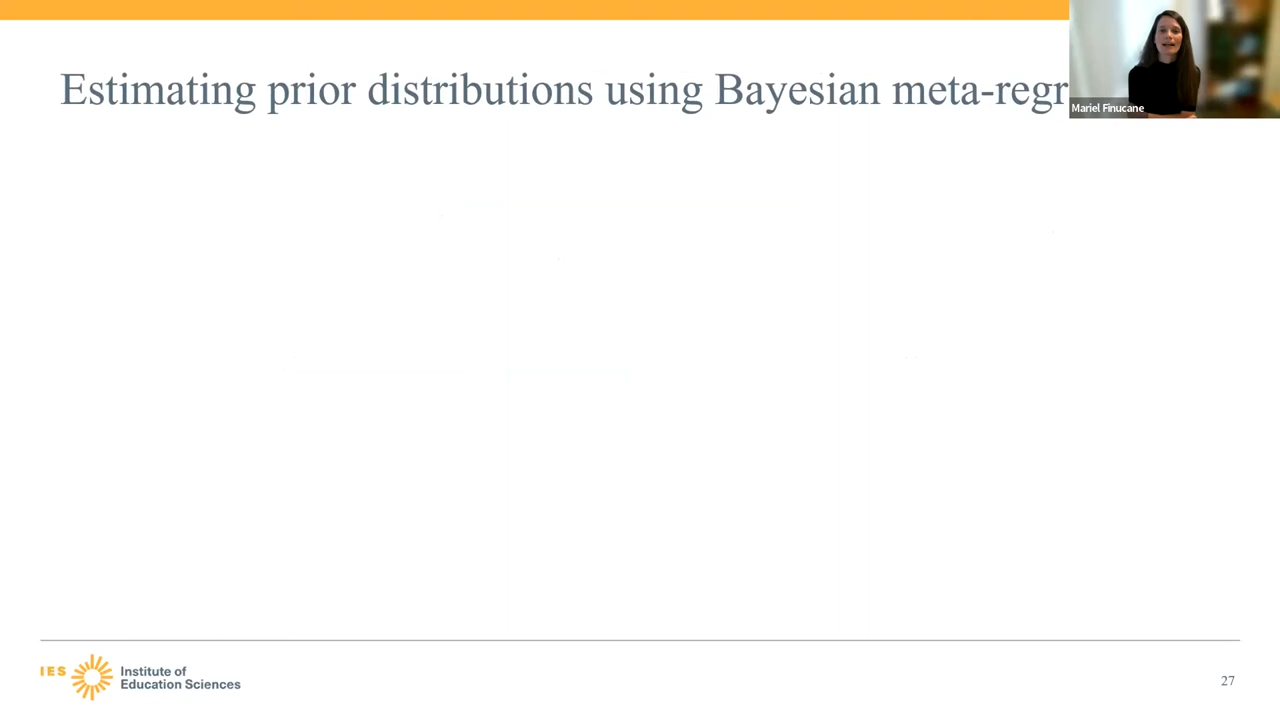 Estimating prior distributions using Bayesian meta-regr
Mariel Finucane
IES
Institute of
Education Sciences
27